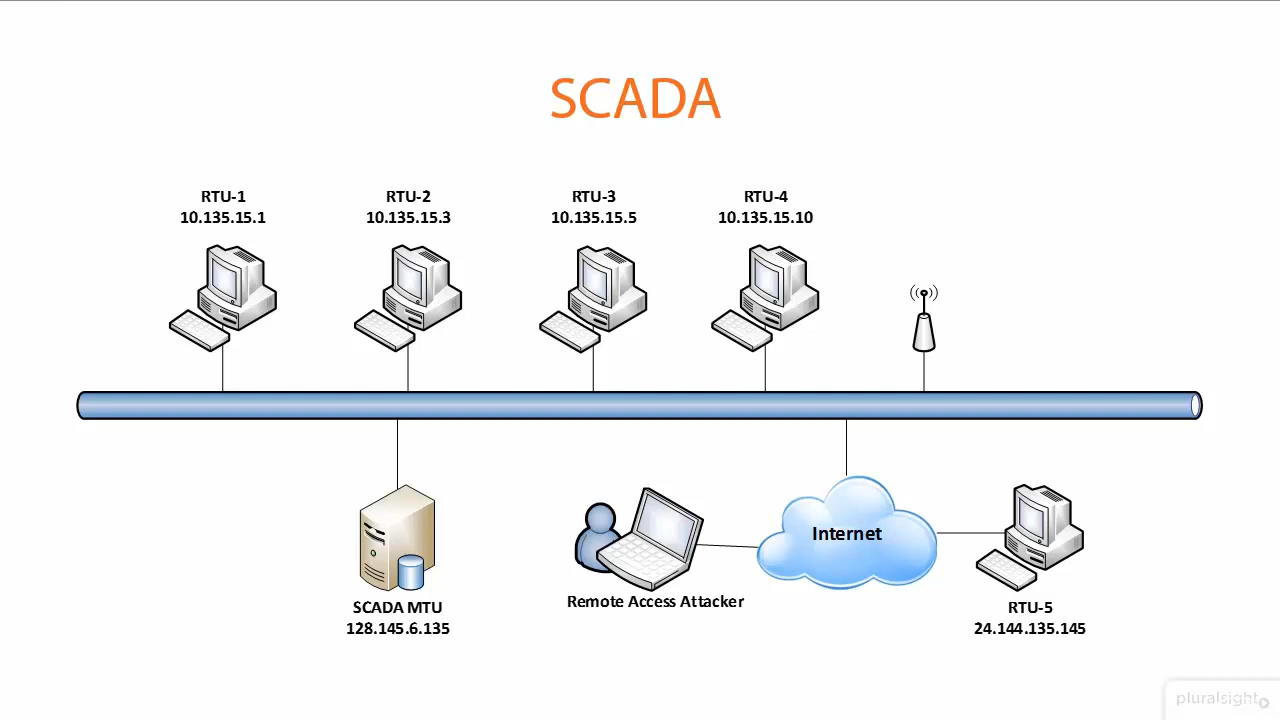 SCADA
RTU-1
10.135.15.1
RTU-2
10.135.15.3
RTU-3
10.135.15.5
RTU-4
10.135.15.10
SCADA MTU
128.145.6.135
Remote Access Attacker
Internet
RTU-5
24.144.135.145
pluralsight